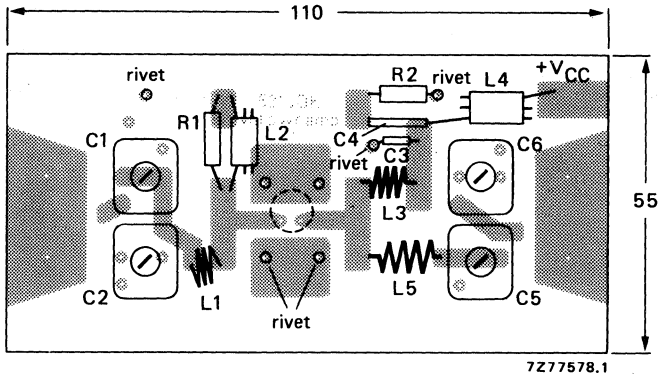 110
rivet
R2
rivet
L4
+VCC
R1
L2
C1
C4
C6
rivet
C3
L3
55
C2
L1
L5
C5
rivet
7Z77578.1